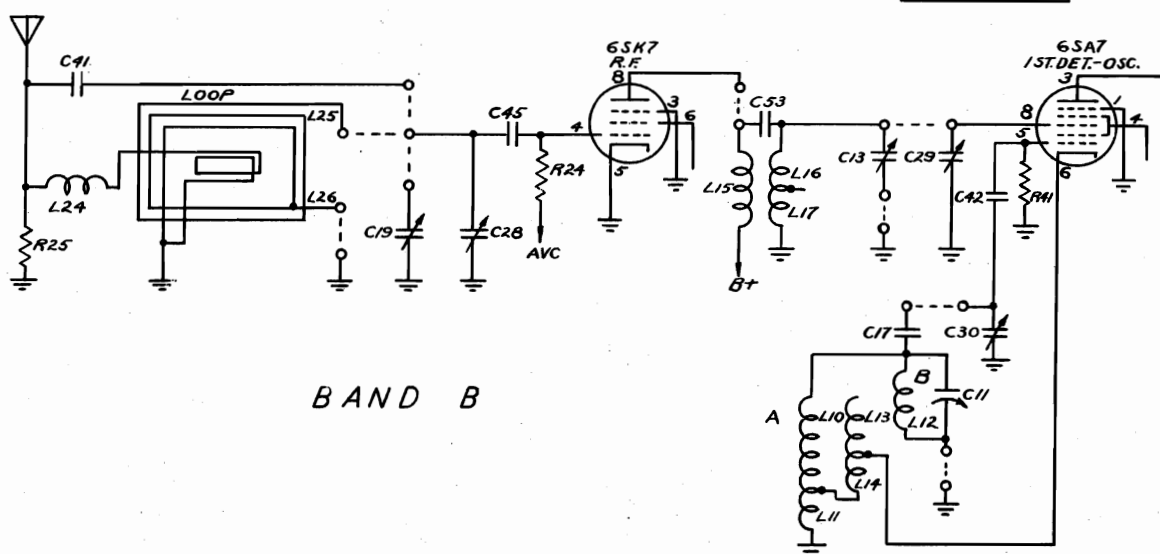 6SK7
R.F.
8
6SA7
1ST. DET.-OSC.
3
C41
LOOP
L25
C45
4
3
6
5
C53
8
5
1
4
6
L24
L26
R25
C19
C28
R24
AVC
L15
L16
L17
B+
C13
C29
C42
R41
C17
C30
BAND B
A
L10
L13
B
L12
C11
L14
L11